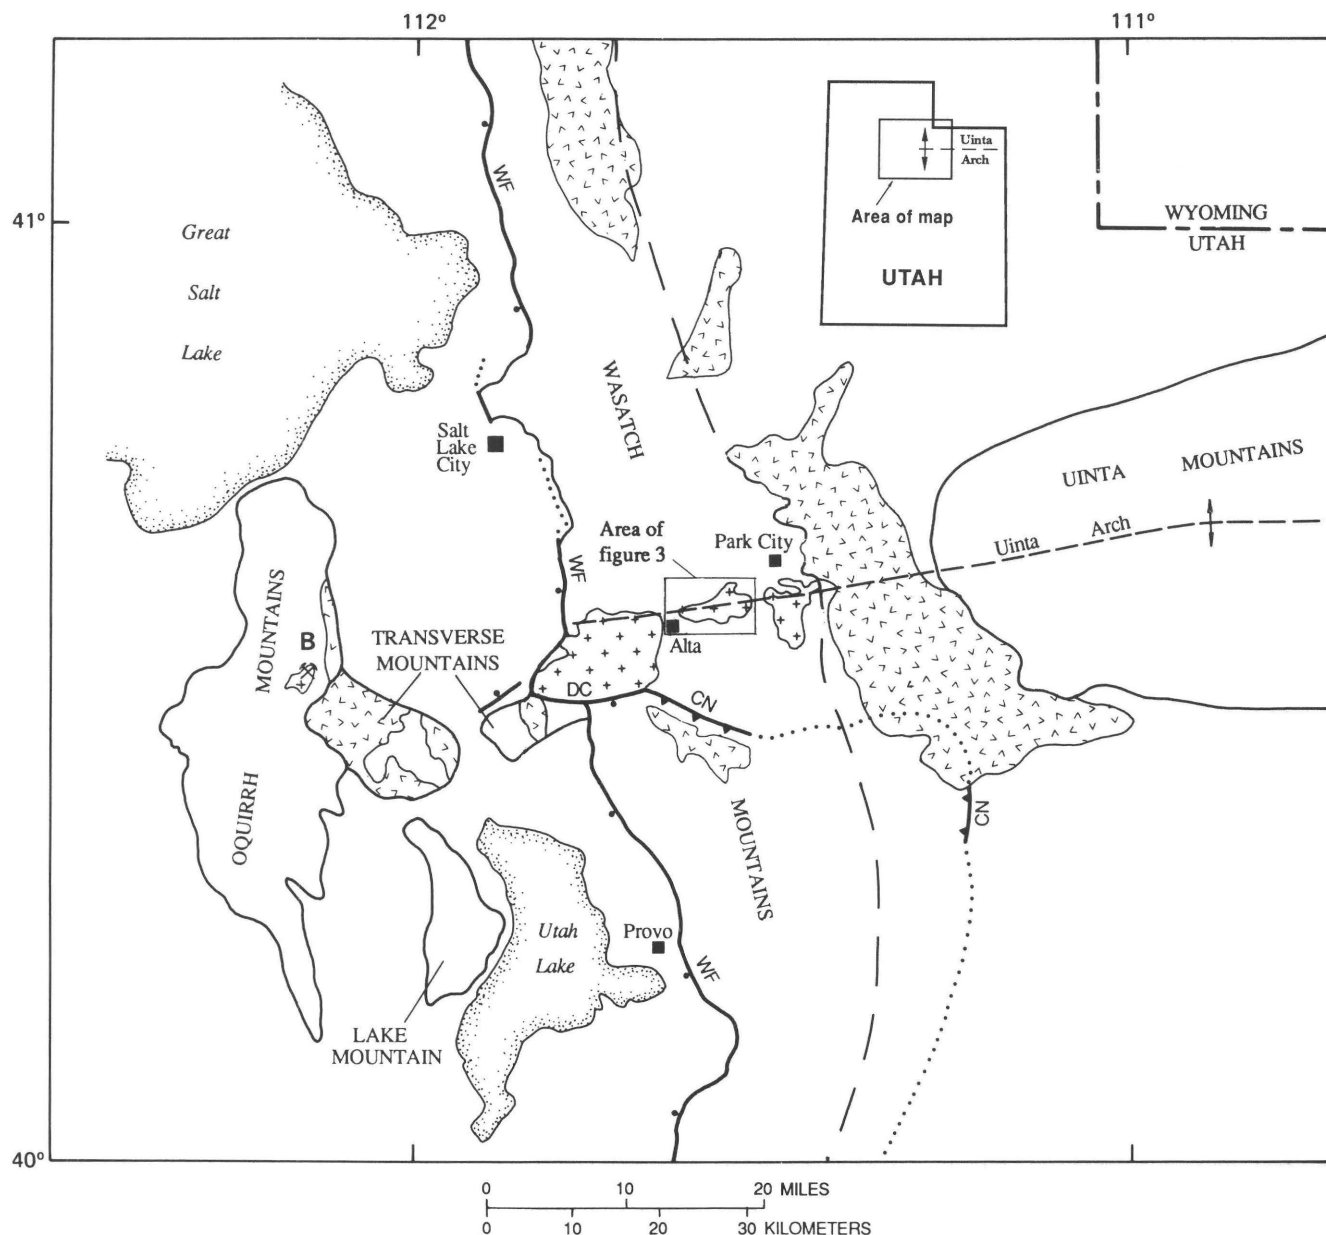 112°
111°
41°
40°
Great
Salt
Lake
WF
WASATCH
Uinta
Arch
Area of map
UTAH
WYOMING
UTAH
Salt
Lake
City
UINTA MOUNTAINS
Uinta Arch
Area of
figure 3
Park City
WF
MOUNTAINS
B
TRANSVERSE
MOUNTAINS
Alta
DC
CN
OQUIRRH
MOUNTAINS
CN
Utah
Lake
Provo
WF
LAKE
MOUNTAIN
0 10 20 MILES
0 10 20 30 KILOMETERS